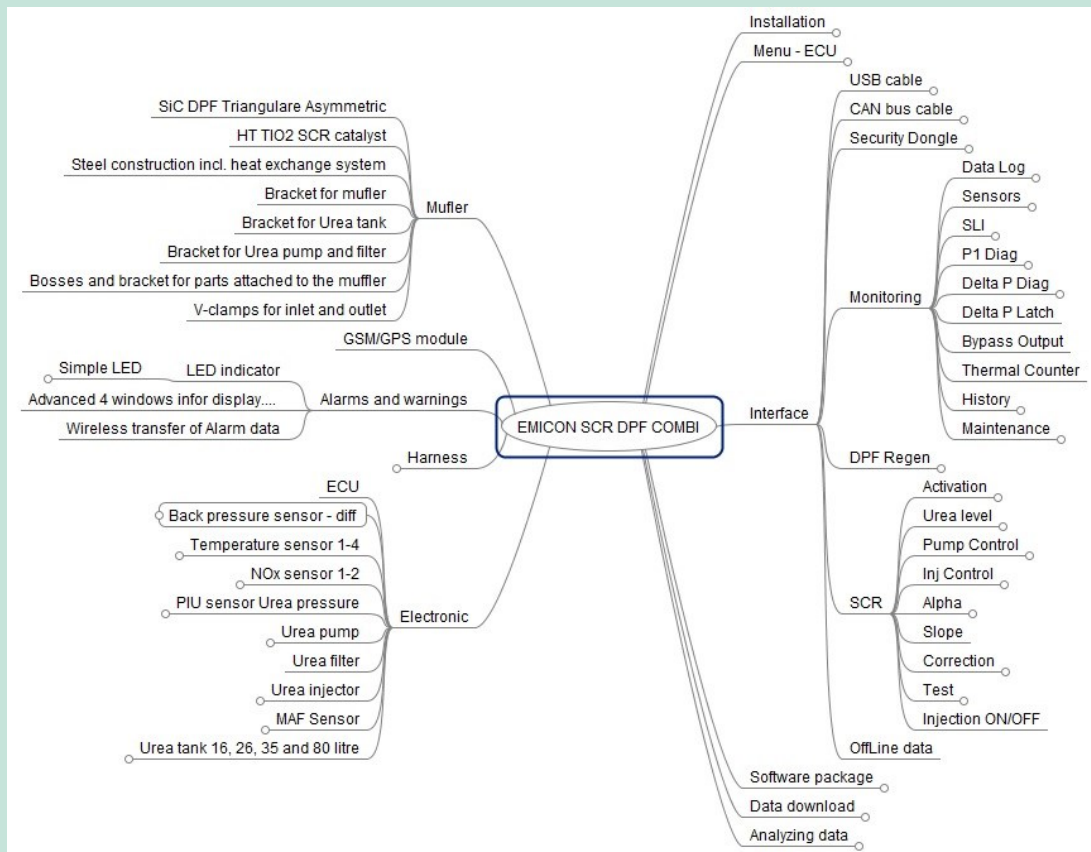 Installation
Menu - ECU
USB cable
CAN bus cable
Security Dongle
Data Log
Sensors
SLI
P1 Diag
Delta P Diag
Delta P Latch
Bypass Output
Thermal Counter
History
Maintenance
Monitoring
Interface
DPF Regen
Activation
Urea level
Pump Control
Inj Control
Alpha
Slope
Correction
Test
Injection ON/OFF
SCR
OffLine data
Software package
Data download
Analyzing data
EMICON SCR DPF COMBI
SiC DPF Triangulare Asymmetric
HT TIO2 SCR catalyst
Steel construction incl. heat exchange system
Bracket for mufler
Bracket for Urea tank
Bracket for Urea pump and filter
Bosses and bracket for parts attached to the muffler
V-clamps for inlet and outlet
Mufler
GSM/GPS module
Simple LED
LED indicator
Advanced 4 windows infor display....
Wireless transfer of Alarm data
Alarms and warnings
Harness
ECU
Back pressure sensor - diff
Temperature sensor 1-4
NOx sensor 1-2
PIU sensor Urea pressure
Urea pump
Urea filter
Urea injector
MAF Sensor
Urea tank 16, 26, 35 and 80 litre
Electronic